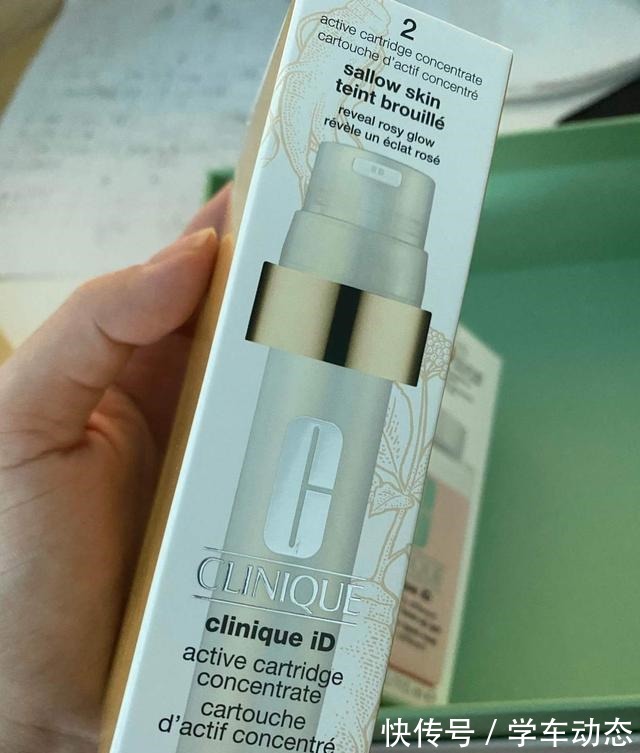 2
active cartridge concentrate
cartouche d'actif concentré
sallow skin
teint brouillé
reveal rosy glow
révèle un éclat rosé
C
CLINIQUE
clinique iD
active cartridge
concentrate
cartouche
d'actif concentré
快传号 / 学车动态